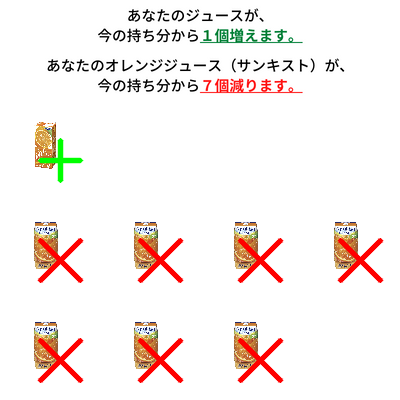 あなたのジュースが、
今の持ち分から１個増えます。
あなたのオレンジジュース（サンキスト）が、
今の持ち分から７個減ります。